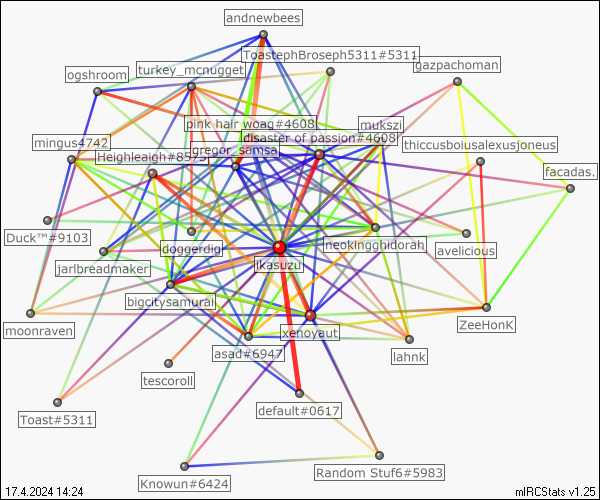 andnewbees
ToastephBroseph5311#5311
gazpachoman
turkey_mcnugget
ogshroom
pink hair woag#4608
mukszi
disaster of passion#4608
thiccusboiusalexusjoneus
mingus4742
gregor_samsa
Heighleaigh#8575
facadas.
Duck™#9103
doggerdig
neokingghidorah
avelicious
jarlbreadmaker
ikasuzu
bigcitysamurai
moonraven
xenoyaut
ZeeHonK
asad#6947
lahnk
tescoroll
Toast#5311
default#0617
Random Stuf6#5983
Knowun#6424
17.4.2024 14:24
mIRCStats v1.25